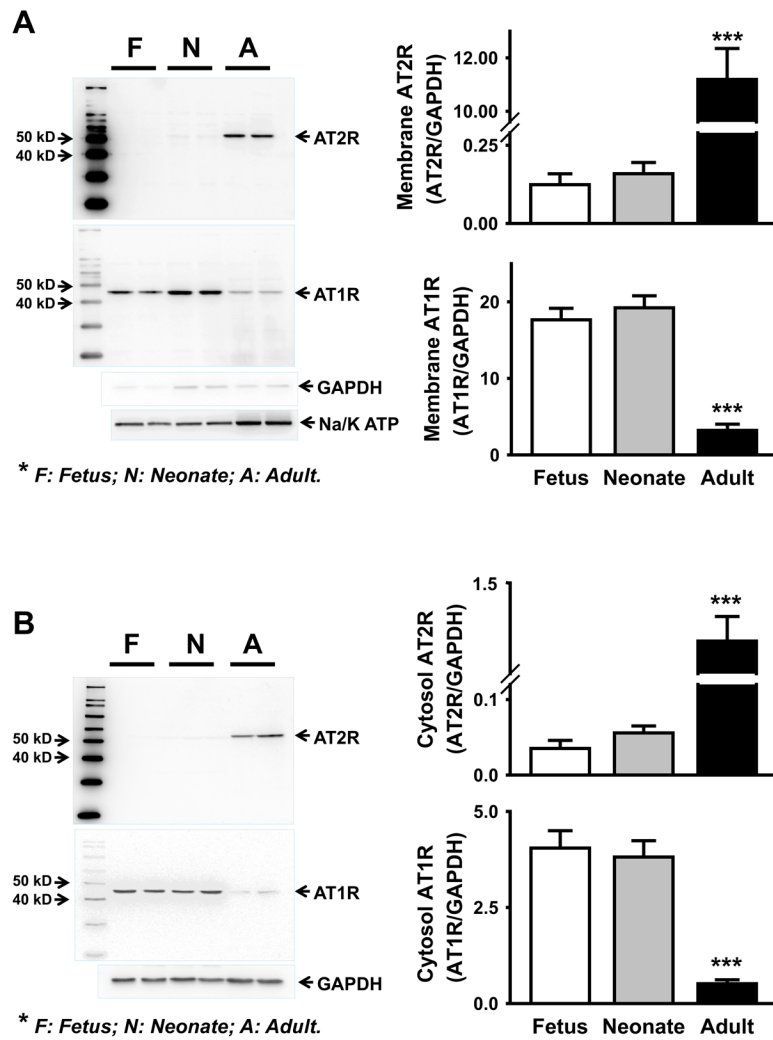 A
F N A
50 kD
40 kD
AT2R
50 kD
40 kD
AT1R
GAPDH
Na/K ATP
* F: Fetus; N: Neonate; A: Adult.
Membrane AT2R
(AT2R/GAPDH)
12.00
10.00
0.25
0.00
***
Membrane AT1R
(AT1R/GAPDH)
20
10
0
***
Fetus Neonate Adult
B
F N A
50 kD
40 kD
AT2R
50 kD
40 kD
AT1R
GAPDH
* F: Fetus; N: Neonate; A: Adult.
Cytosol AT2R
(AT2R/GAPDH)
1.5
0.1
0.0
***
Cytosol AT1R
(AT1R/GAPDH)
5.0
2.5
0.0
***
Fetus Neonate Adult